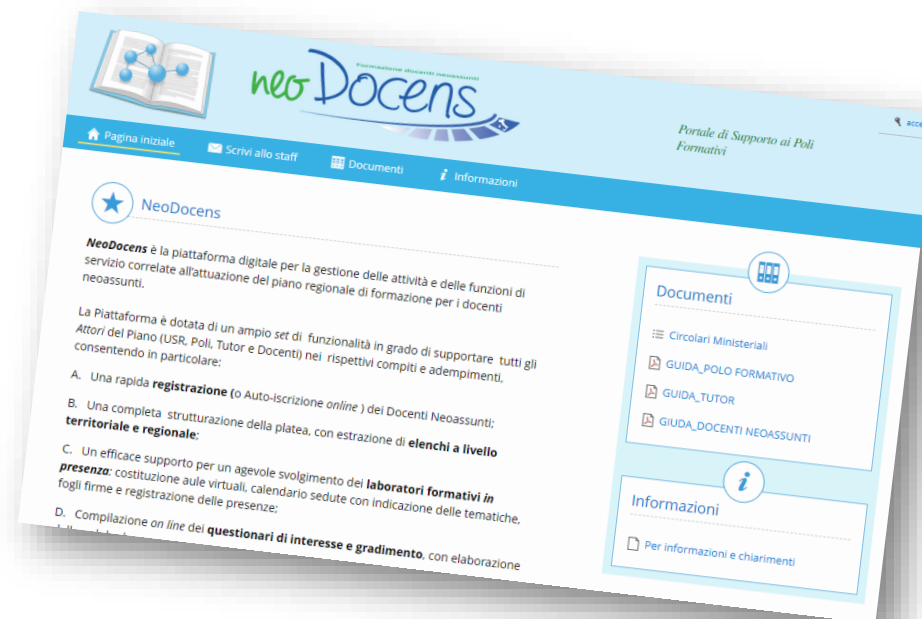 Formazione docenti neoassunti
neoDocens
Portale di Supporto ai Poli
Formativi
Pagina iniziale
Scrivi allo staff
Documenti
Informazioni
NeoDocens
NeoDocens è la piattaforma digitale per la gestione delle attività e delle funzioni di
servizio correlate all'attuazione del piano regionale di formazione per i docenti
neoassunti.
La Piattaforma è dotata di un ampio set di funzionalità in grado di supportare tutti gli
Attori del Piano (USR, Poli, Tutor e Docenti) nei rispettivi compiti e adempimenti,
consentendo in particolare:
A. Una rapida registrazione (o Auto-iscrizione online ) dei Docenti Neoassunti;
B. Una completa strutturazione della platea, con estrazione di elenchi a livello
territoriale e regionale;
C. Un efficace supporto per un agevole svolgimento dei laboratori formativi in
presenza: costituzione aule virtuali, calendario sedute con indicazione delle tematiche,
fogli firme e registrazione delle presenze;
D. Compilazione on line dei questionari di interesse e gradimento, con elaborazione
Documenti
Circolari Ministeriali
GUIDA_POLO FORMATIVO
GUIDA_TUTOR
GIUDA_DOCENTI NEOASSUNTI
Informazioni
Per informazioni e chiarimenti